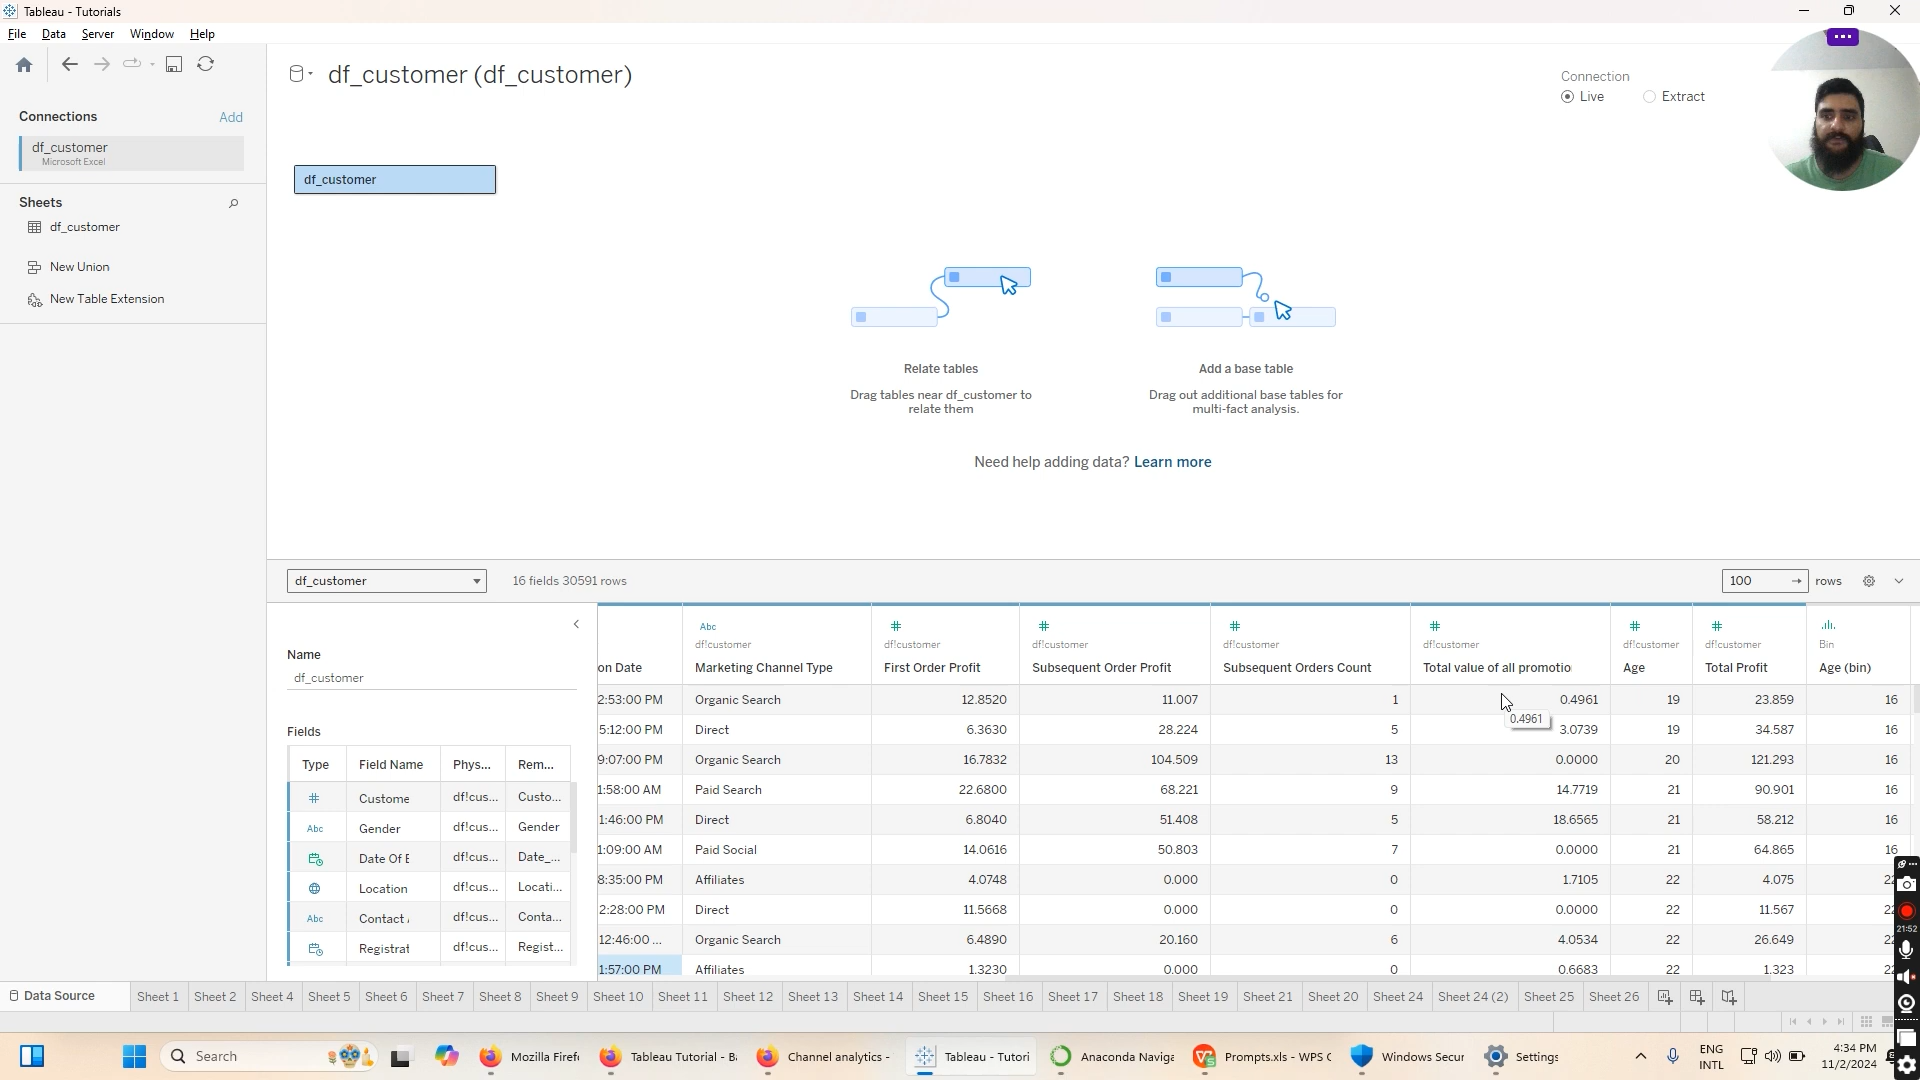 Tableau - Tutorials
File Data Server Window Help
df_customer (df_customer)
Connection
Live Extract
Connections Add
df_customer
Microsoft Excel
Sheets
df_customer
New Union
New Table Extension
df_customer
Relate tables
Drag tables near df_customer to
relate them
Add a base table
Drag out additional base tables for
multi-fact analysis.
Need help adding data? Learn more
df_customer 16 fields 30591 rows 100 rows
Name
df_customer
Fields
Type Field Name Phys... Rem...
# Custome df!cus... Custo...
Abc Gender df!cus... Gender
Date Of E df!cus... Date_...
Location df!cus... Locati...
Abc Contact df!cus... Conta...
Registrat df!cus... Regist...
Abc # # # # # # 
df!customer df!customer df!customer df!customer df!customer df!customer df!customer Bin
on Date Marketing Channel Type First Order Profit Subsequent Order Profit Subsequent Orders Count Total value of all promotio Age Total Profit Age (bin)
2:53:00 PM Organic Search 12.8520 11.007 1 0.4961 19 23.859 16
0.4961
5:12:00 PM Direct 6.3630 28.224 5 3.0739 19 34.587 16
9:07:00 PM Organic Search 16.7832 104.509 13 0.0000 20 121.293 16
1:58:00 AM Paid Search 22.6800 68.221 9 14.7719 21 90.901 16
1:46:00 PM Direct 6.8040 51.408 5 18.6565 21 58.212 16
1:09:00 AM Paid Social 14.0616 50.803 7 0.0000 21 64.865 16
8:35:00 PM Affiliates 4.0748 0.000 0 1.7105 22 4.075 22
2:28:00 PM Direct 11.5668 0.000 0 0.0000 22 11.567 22
12:46:00 ... Organic Search 6.4890 20.160 6 4.0534 22 26.649 22
1:57:00 PM Affiliates 1.3230 0.000 0 0.6683 22 1.323 22
21:52
Data Source Sheet 1 Sheet 2 Sheet 4 Sheet 5 Sheet 6 Sheet 7 Sheet 8 Sheet 9 Sheet 10 Sheet 11 Sheet 12 Sheet 13 Sheet 14 Sheet 15 Sheet 16 Sheet 17 Sheet 18 Sheet 19 Sheet 21 Sheet 20 Sheet 24 Sheet 24 (2) Sheet 25 Sheet 26
Search Mozilla Firef Tableau Tutorial - Ba Channel analytics - Tableau - Tutori Anaconda Naviga Prompts.xls - WPS O Windows Secur Settings
ENG
INTL
4:34 PM
11/2/2024